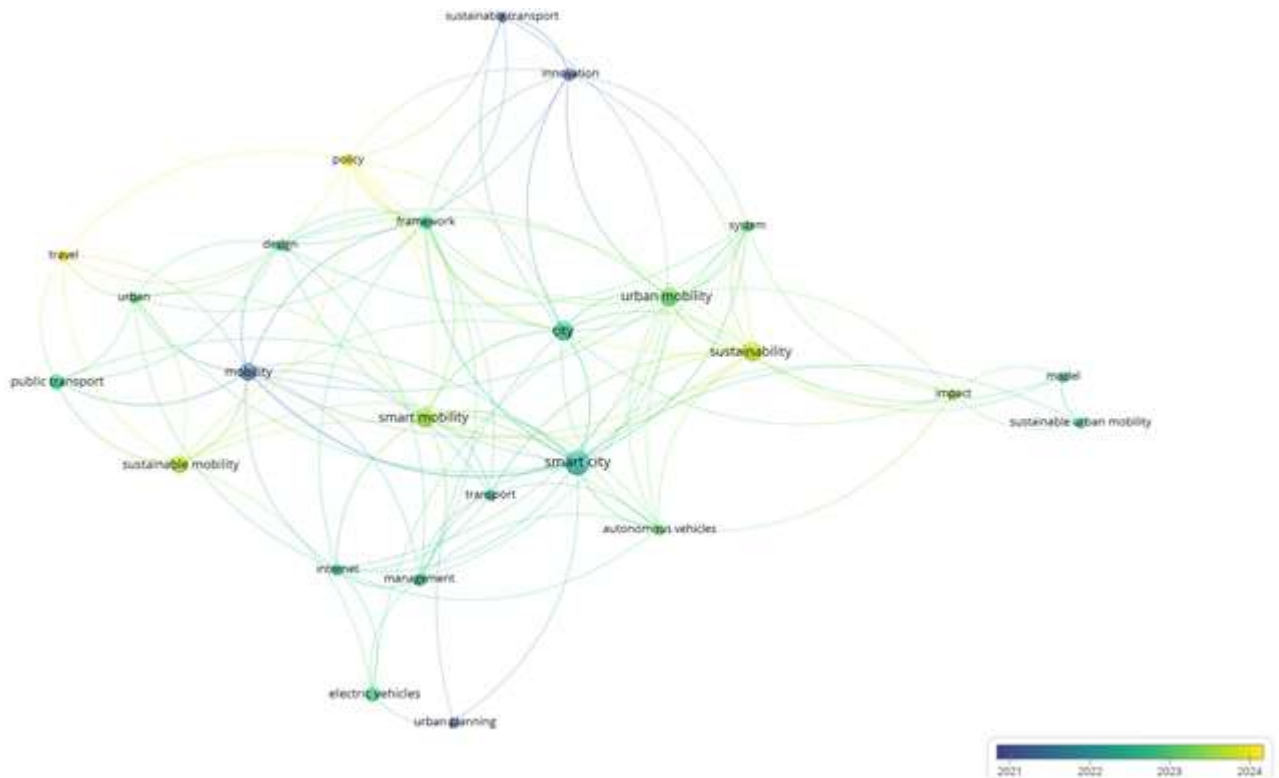 sustainable transport
innovation
policy
framework
system
design
travel
urban
urban mobility
city
sustainability
mobility
public transport
model
impact
smart mobility
sustainable urban mobility
smart city
sustainable mobility
transport
autonomous vehicles
internet
management
electric vehicles
urban planning
2021 2022 2023 2024